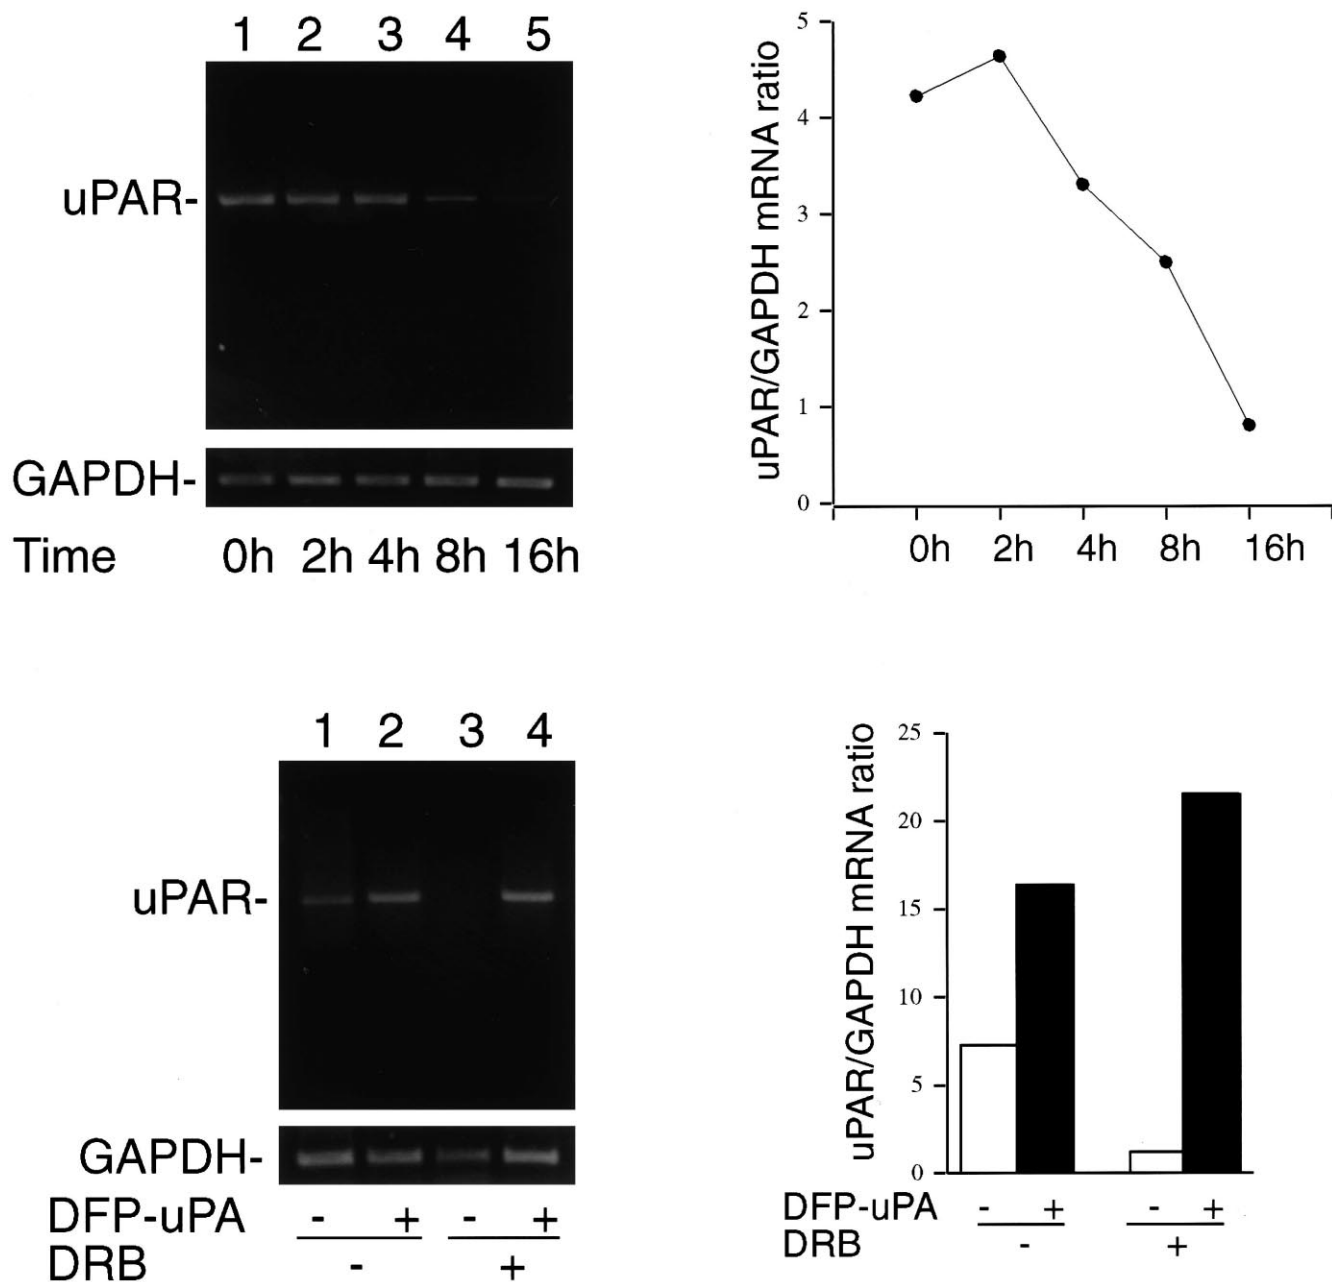 1 2 3 4 5
uPAR-
GAPDH-
Time 0h 2h 4h 8h 16h
uPAR/GAPDH mRNA ratio
5
4
3
2
1
0
0h 2h 4h 8h 16h
1 2 3 4
uPAR-
GAPDH-
DFP-uPA - + - +
DRB - +
uPAR/GAPDH mRNA ratio
25
20
15
10
5
0
DFP-uPA - + - +
DRB - +